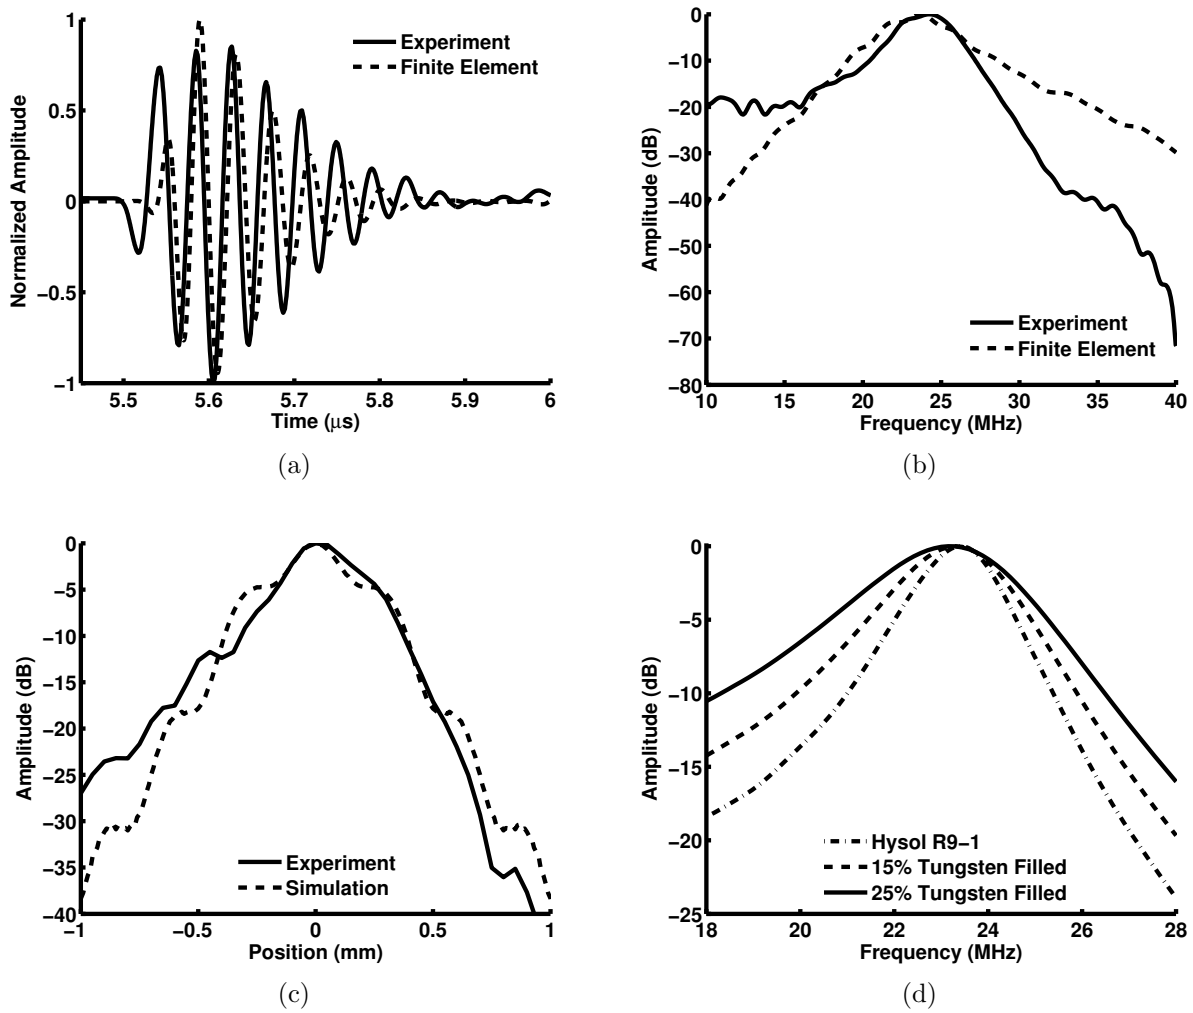 1
0.5
0
−0.5
−1
5.5 5.6 5.7 5.8 5.9 6
Normalized Amplitude
Time (μs)
Experiment
Finite Element
(a)
0
−10
−20
−30
−40
−50
−60
−70
−80
10 15 20 25 30 35 40
Amplitude (dB)
Frequency (MHz)
Experiment
Finite Element
(b)
0
−5
−10
−15
−20
−25
−30
−35
−40
−1 −0.5 0 0.5 1
Amplitude (dB)
Position (mm)
Experiment
Simulation
(c)
0
−5
−10
−15
−20
−25
18 20 22 24 26 28
Amplitude (dB)
Frequency (MHz)
Hysol R9−1
15% Tungsten Filled
25% Tungsten Filled
(d)